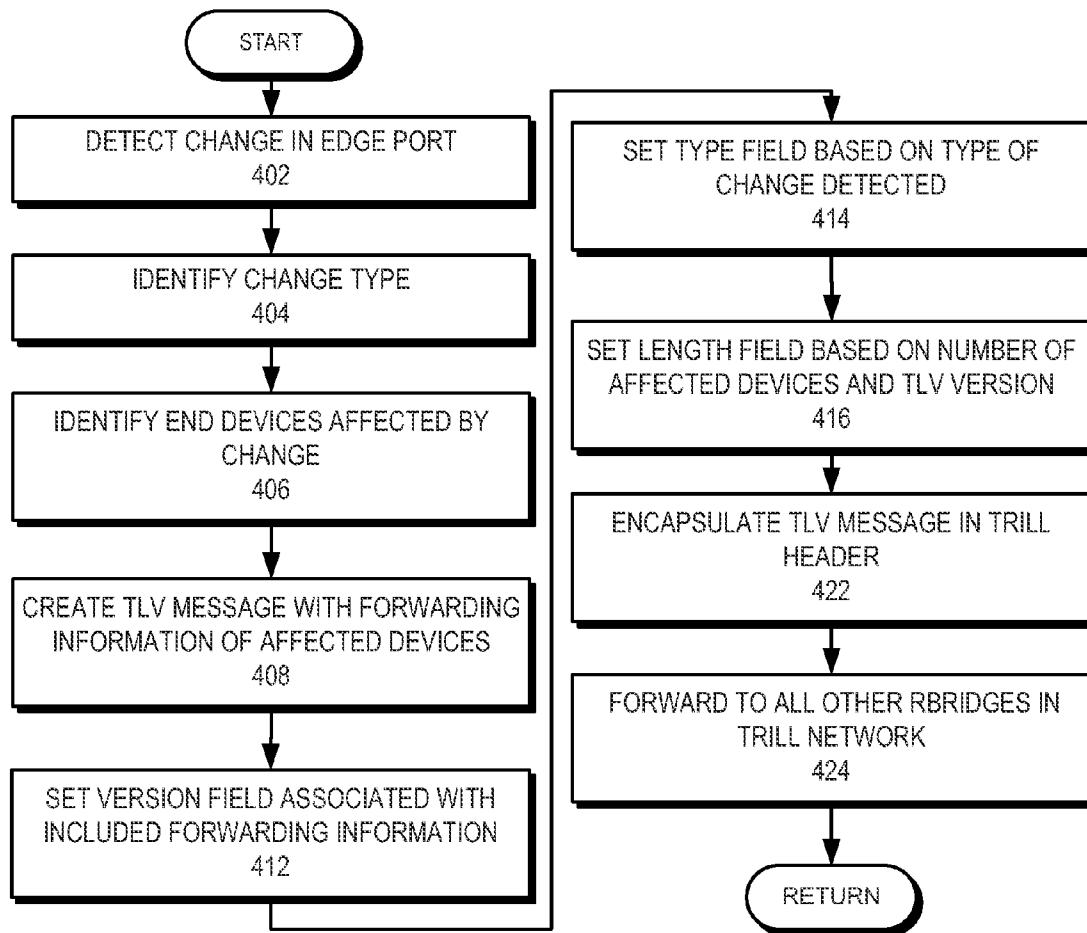 START
DETECT CHANGE IN EDGE PORT
402
IDENTIFY CHANGE TYPE
404
IDENTIFY END DEVICES AFFECTED BY
CHANGE
406
CREATE TLV MESSAGE WITH FORWARDING
INFORMATION OF AFFECTED DEVICES
408
SET VERSION FIELD ASSOCIATED WITH
INCLUDED FORWARDING INFORMATION
412
SET TYPE FIELD BASED ON TYPE OF
CHANGE DETECTED
414
SET LENGTH FIELD BASED ON NUMBER OF
AFFECTED DEVICES AND TLV VERSION
416
ENCAPSULATE TLV MESSAGE IN TRILL
HEADER
422
FORWARD TO ALL OTHER RBRIDGES IN
TRILL NETWORK
424
RETURN